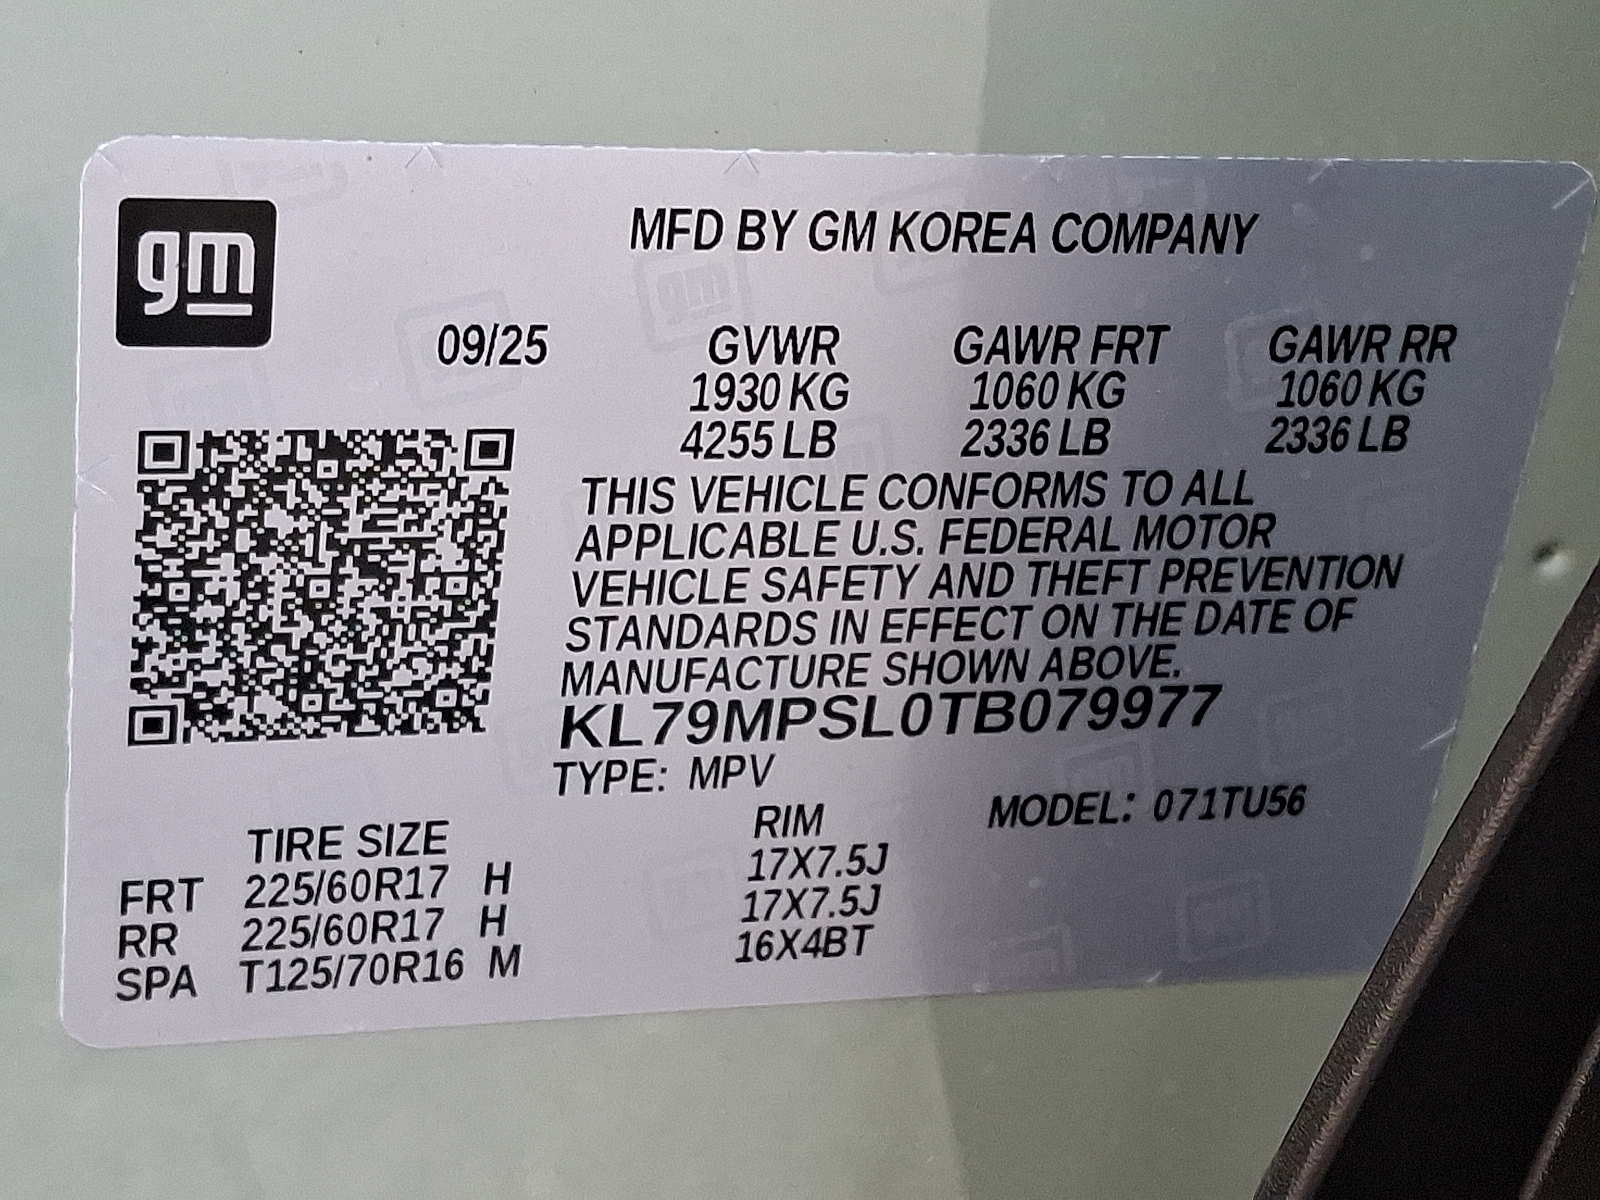 gm
MFD BY GM KOREA COMPANY
09/25 GVWR GAWR FRT GAWR RR
1930 KG 1060 KG 1060 KG
4255 LB 2336 LB 2336 LB
THIS VEHICLE CONFORMS TO ALL
APPLICABLE U.S. FEDERAL MOTOR
VEHICLE SAFETY AND THEFT PREVENTION
STANDARDS IN EFFECT ON THE DATE OF
MANUFACTURE SHOWN ABOVE.
KL79MPSL0TB079977
TYPE: MPV
MODEL: 071TU56
TIRE SIZE RIM
FRT 225/60R17 H 17X7.5J
RR 225/60R17 H 17X7.5J
SPA T125/70R16 M 16X4BT